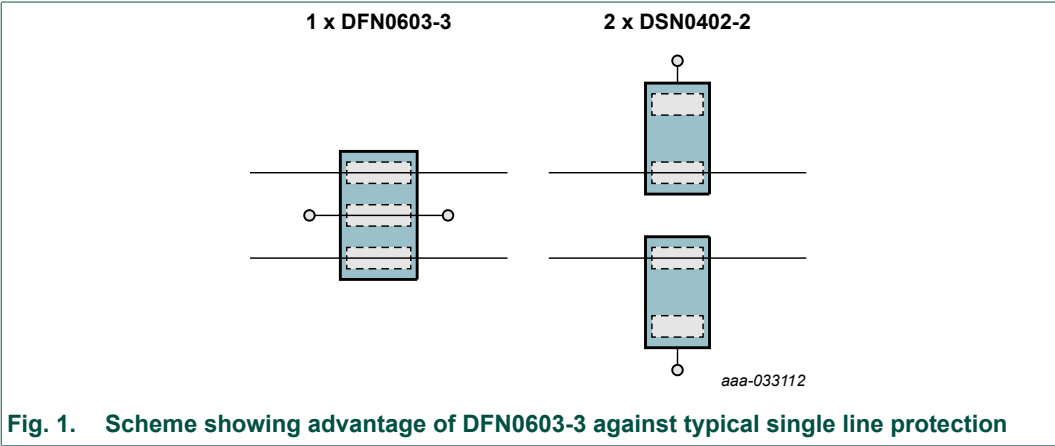 1 x DFN0603-3
2 x DSN0402-2
aaa-033112
Fig. 1. Scheme showing advantage of DFN0603-3 against typical single line protection